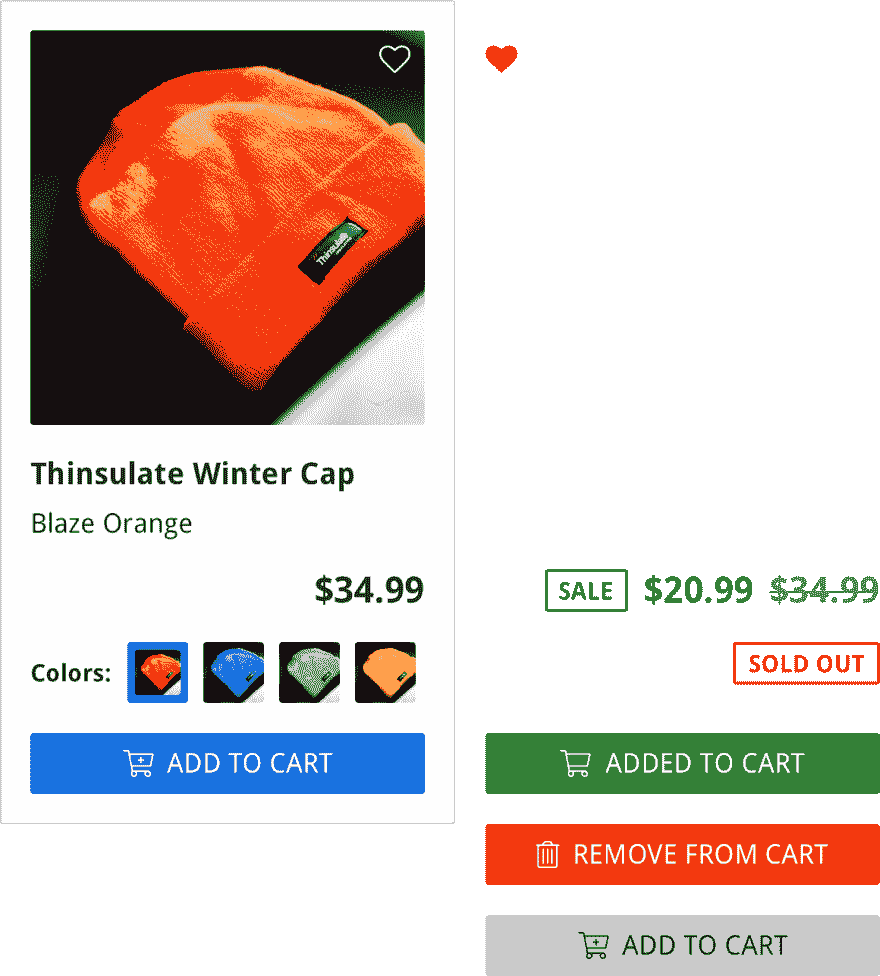 Thinsulate
Thinsulate Winter Cap
Blaze Orange
$34.99
Colors:
ADD TO CART
SALE $20.99 $34.99
SOLD OUT
ADDED TO CART
REMOVE FROM CART
ADD TO CART